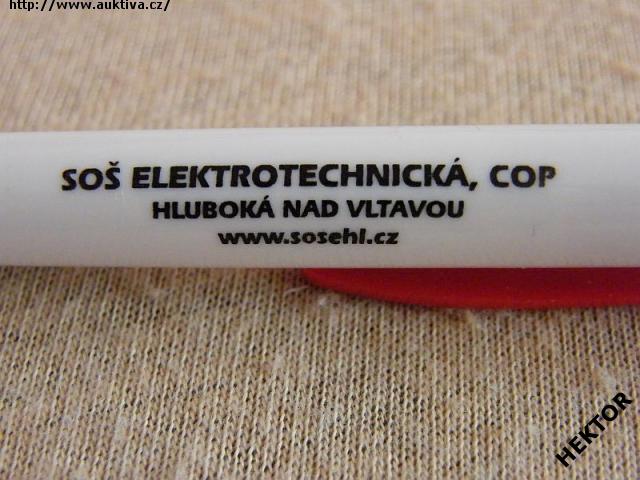 http://www.auktiva.cz/
SOŠ ELEKTROTECHNICKÁ, COP
HLUBOKÁ NAD VLTAVOU
www.sosehl.cz
HEKTOR